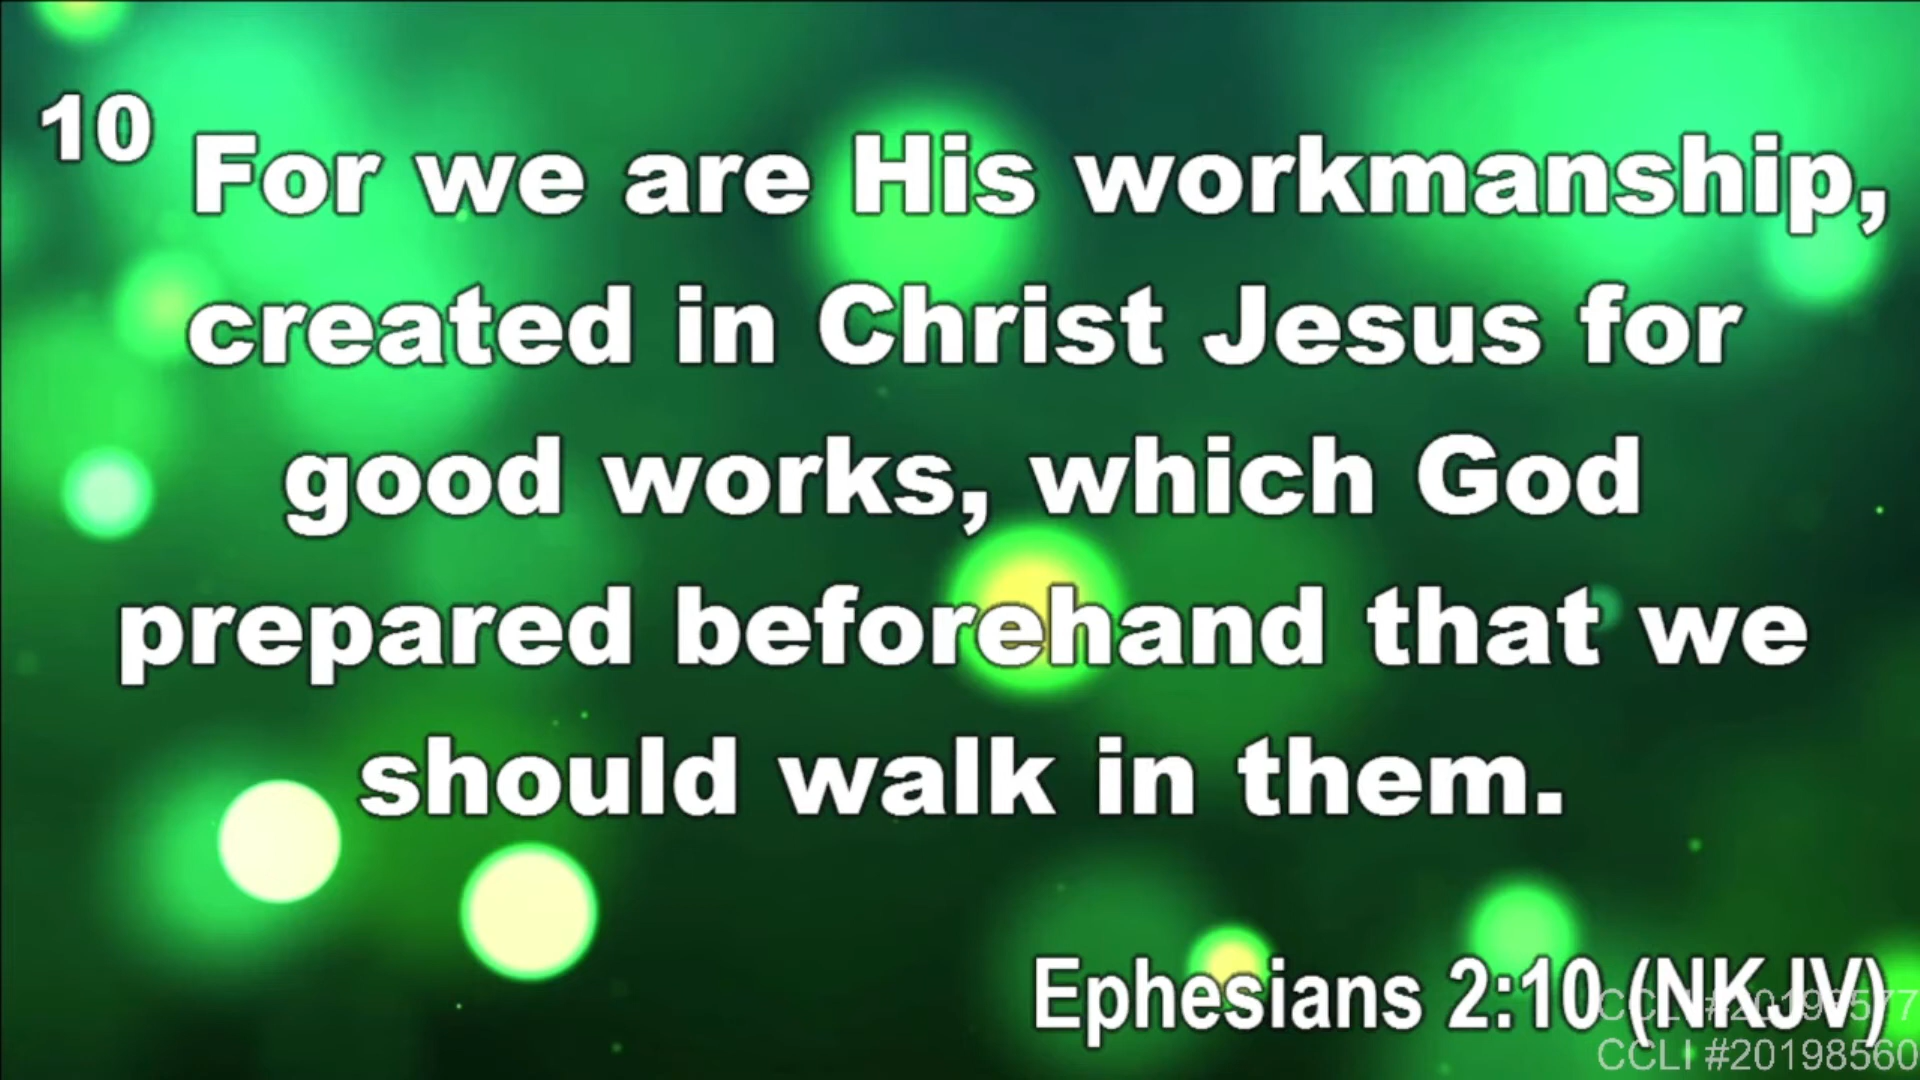 10 For we are His workmanship,
created in Christ Jesus for
good works, which God
prepared beforehand that we
should walk in them.
Ephesians 2:10 (NKJV)
CCLI #20198560